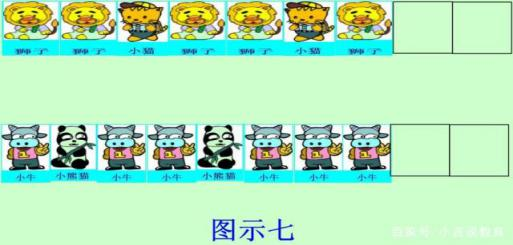 狮子 狮子 小猫 狮子 狮子 小猫 狮子
小牛 小熊猫 小牛 小牛 小熊猫 小牛 小牛 小牛
图示七